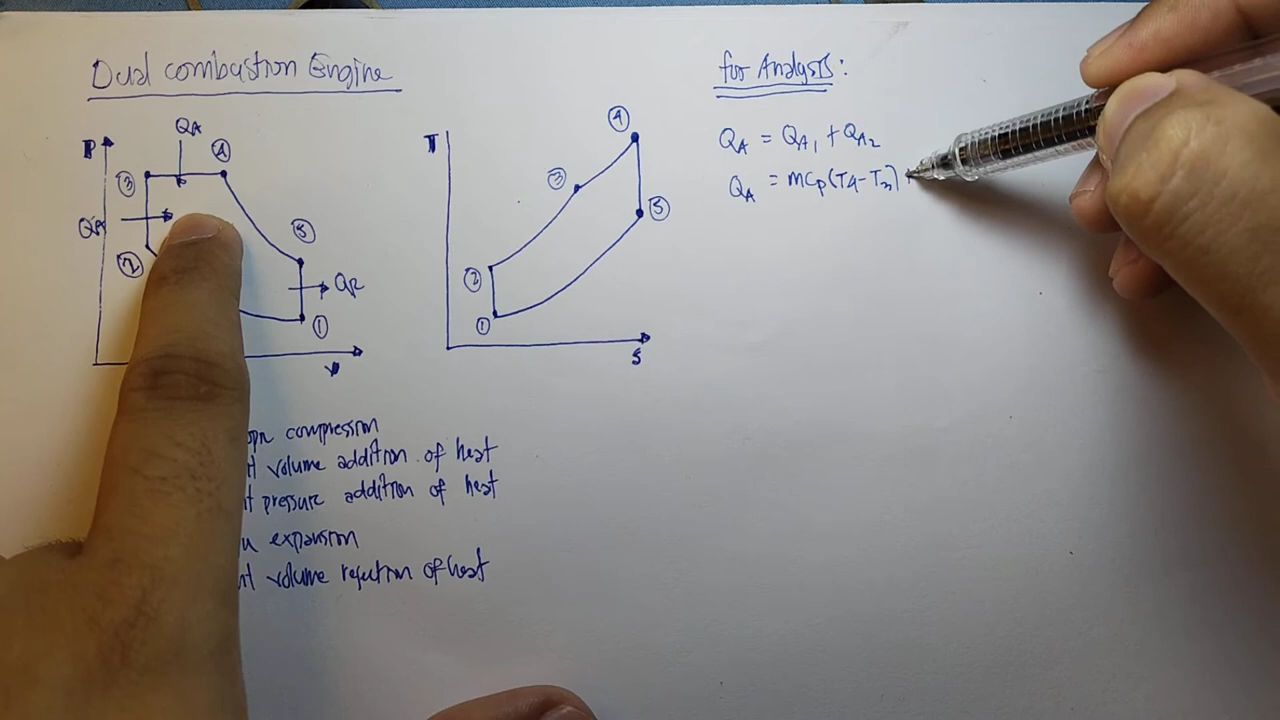 Dual Combustion Engine
for Analysis:
QA
P
③ ④
QA
② ⑤
QR
①
V
T
④
③
⑤
②
①
S
QA = QA1 + QA2
QA = mCp(T4-T3)
compression
volume addition of heat
pressure addition of heat
expansion
volume rejection of heat